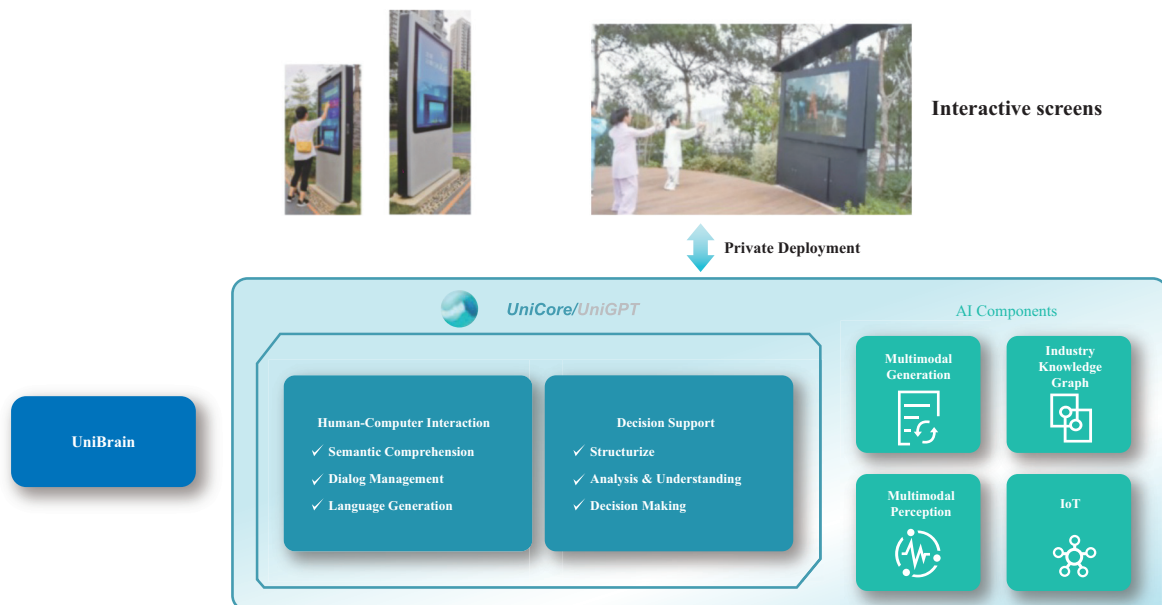 Interactive screens
Private Deployment
UniCore/UniGPT
AI Components
UniBrain
Human-Computer Interaction
✓ Semantic Comprehension
✓ Dialog Management
✓ Language Generation
Decision Support
✓ Structurize
✓ Analysis & Understanding
✓ Decision Making
Multimodal
Generation
Industry
Knowledge
Graph
Multimodal
Perception
IoT